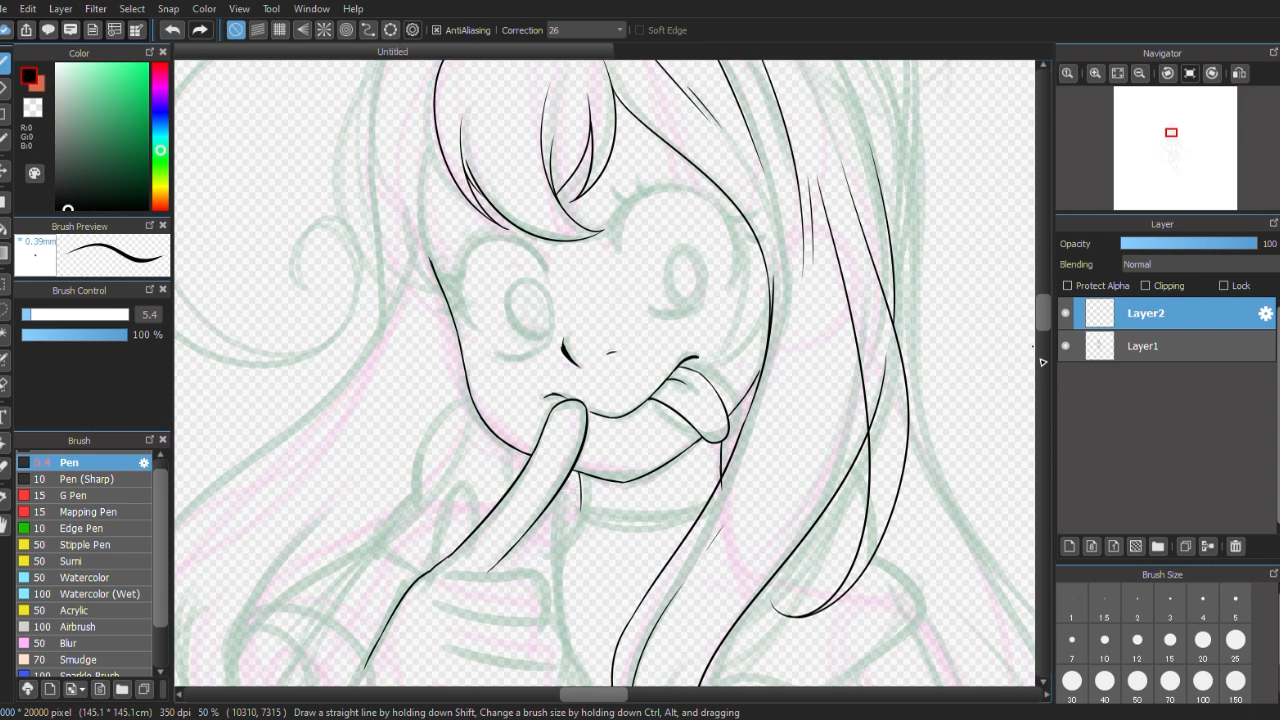 le Edit Layer Filter Select Snap Color View Tool Window Help
AntiAliasing Correction 26 Soft Edge
Untitled
Color
R:0
G:0
B:0
Brush Preview
* 0.39mm
Brush Control
5.4
100 %
Brush
5.4 Pen
10 Pen (Sharp)
15 G Pen
15 Mapping Pen
10 Edge Pen
50 Stipple Pen
50 Sumi
50 Watercolor
100 Watercolor (Wet)
50 Acrylic
100 Airbrush
50 Blur
70 Smudge
100 Sparkle Brush
Navigator
Layer
Opacity 100
Blending Normal
Protect Alpha Clipping Lock
Layer2
Layer1
Brush Size
1 1.5 2 3 4 5
7 10 12 15 20 25
30 40 50 70 100 150
000 * 20000 pixel (145.1 * 145.1cm) 350 dpi 50 % ( 10310, 7315 ) Draw a straight line by holding down Shift, Change a brush size by holding down Ctrl, Alt, and dragging